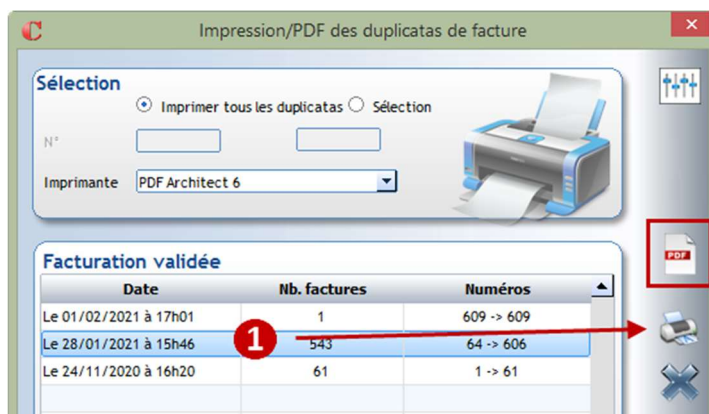 Impression/PDF des duplicatas de facture
Sélection
Imprimer tous les duplicatas Sélection
N°
Imprimante PDF Architect 6
PDF
Facturation validée
Date Nb. factures Numéros
Le 01/02/2021 à 17h01 1 609 -> 609
Le 28/01/2021 à 15h46 1 543 64 -> 606
Le 24/11/2020 à 16h20 61 1 -> 61